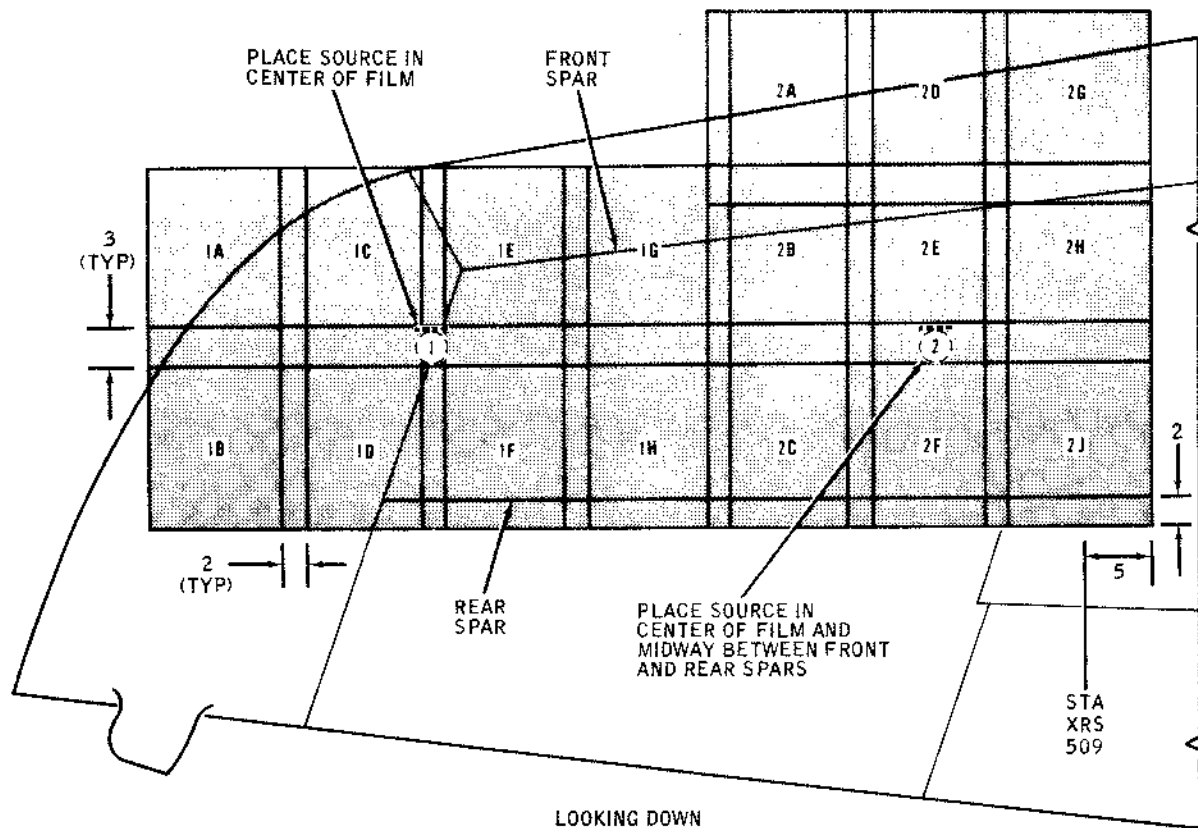 PLACE SOURCE IN
CENTER OF FILM
FRONT
SPAR
2A
2D
2G
3
(TYP)
1A
1C
1E
1G
2B
2E
2H
1
2
1B
1D
1F
1H
2C
2F
2J
2
2
(TYP)
5
REAR
SPAR
PLACE SOURCE IN
CENTER OF FILM AND
MIDWAY BETWEEN FRONT
AND REAR SPARS
STA
XRS
509
LOOKING DOWN